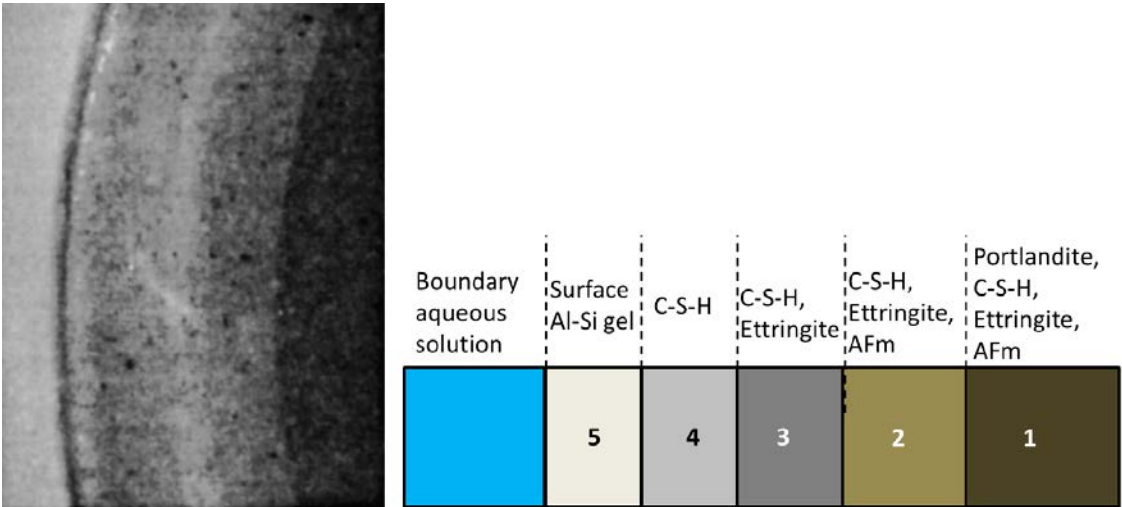 Boundary
aqueous
solution
Surface
Al-Si gel
C-S-H
C-S-H,
Ettringite
C-S-H,
Ettringite,
AFm
Portlandite,
C-S-H,
Ettringite,
AFm
5
4
3
2
1